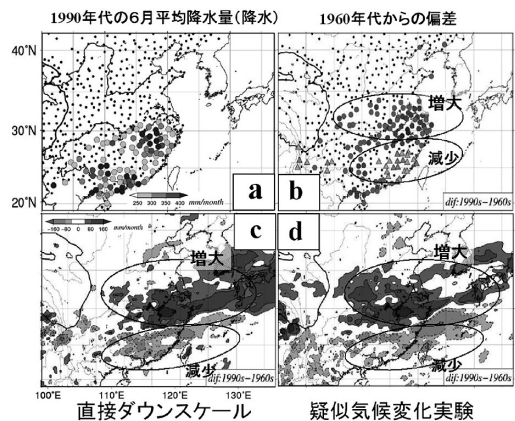 1990年代の６月平均降水量(降水)
1960年代からの偏差
40°N
30°N
20°N
250 300 350 400
mm/month
a
増大
減少
b
dif:1990s-1960s
-160 -80 0 80 160
mm/month
c
増大
減少
dif:1990s-1960s
d
増大
減少
dif:1990s-1960s
100°E 110°E 120°E 130°E
直接ダウンスケール
疑似気候変化実験